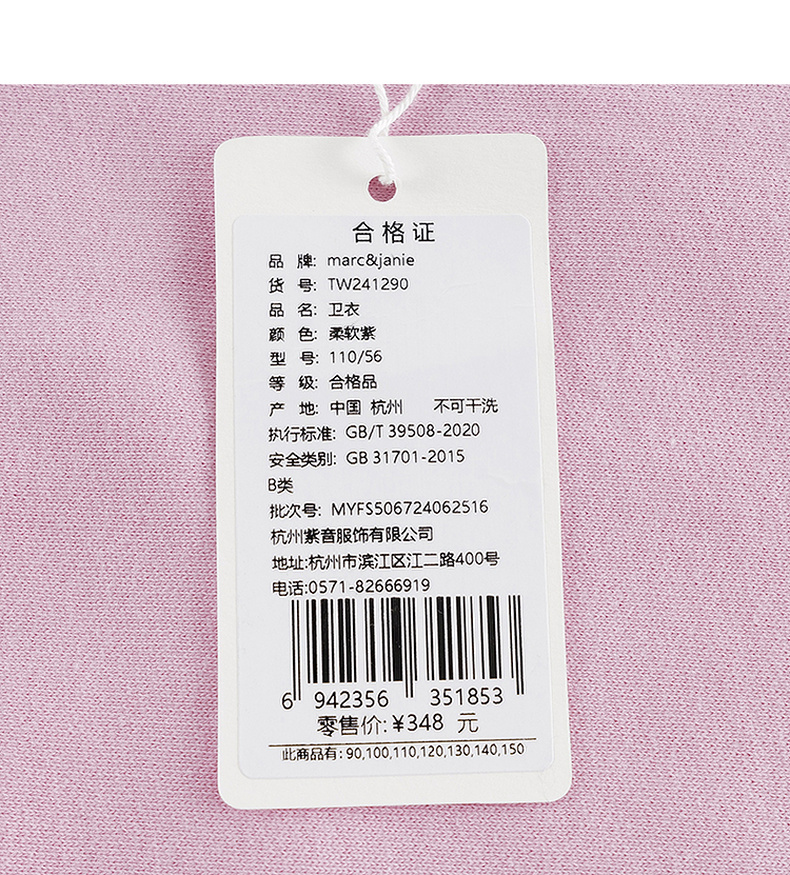 合格证
品 牌: marc&janie
货 号: TW241290
品 名: 卫衣
颜 色: 柔软紫
型 号: 110/56
等 级: 合格品
产 地: 中国 杭州 不可干洗
执行标准: GB/T 39508-2020
安全类别: GB 31701-2015
B类
批次号: MYFS506724062516
杭州紫音服饰有限公司
地址:杭州市滨江区江二路400号
电话:0571-82666919
6 942356 351853
零售价:¥348 元
此商品有: 90,100,110,120,130,140,150